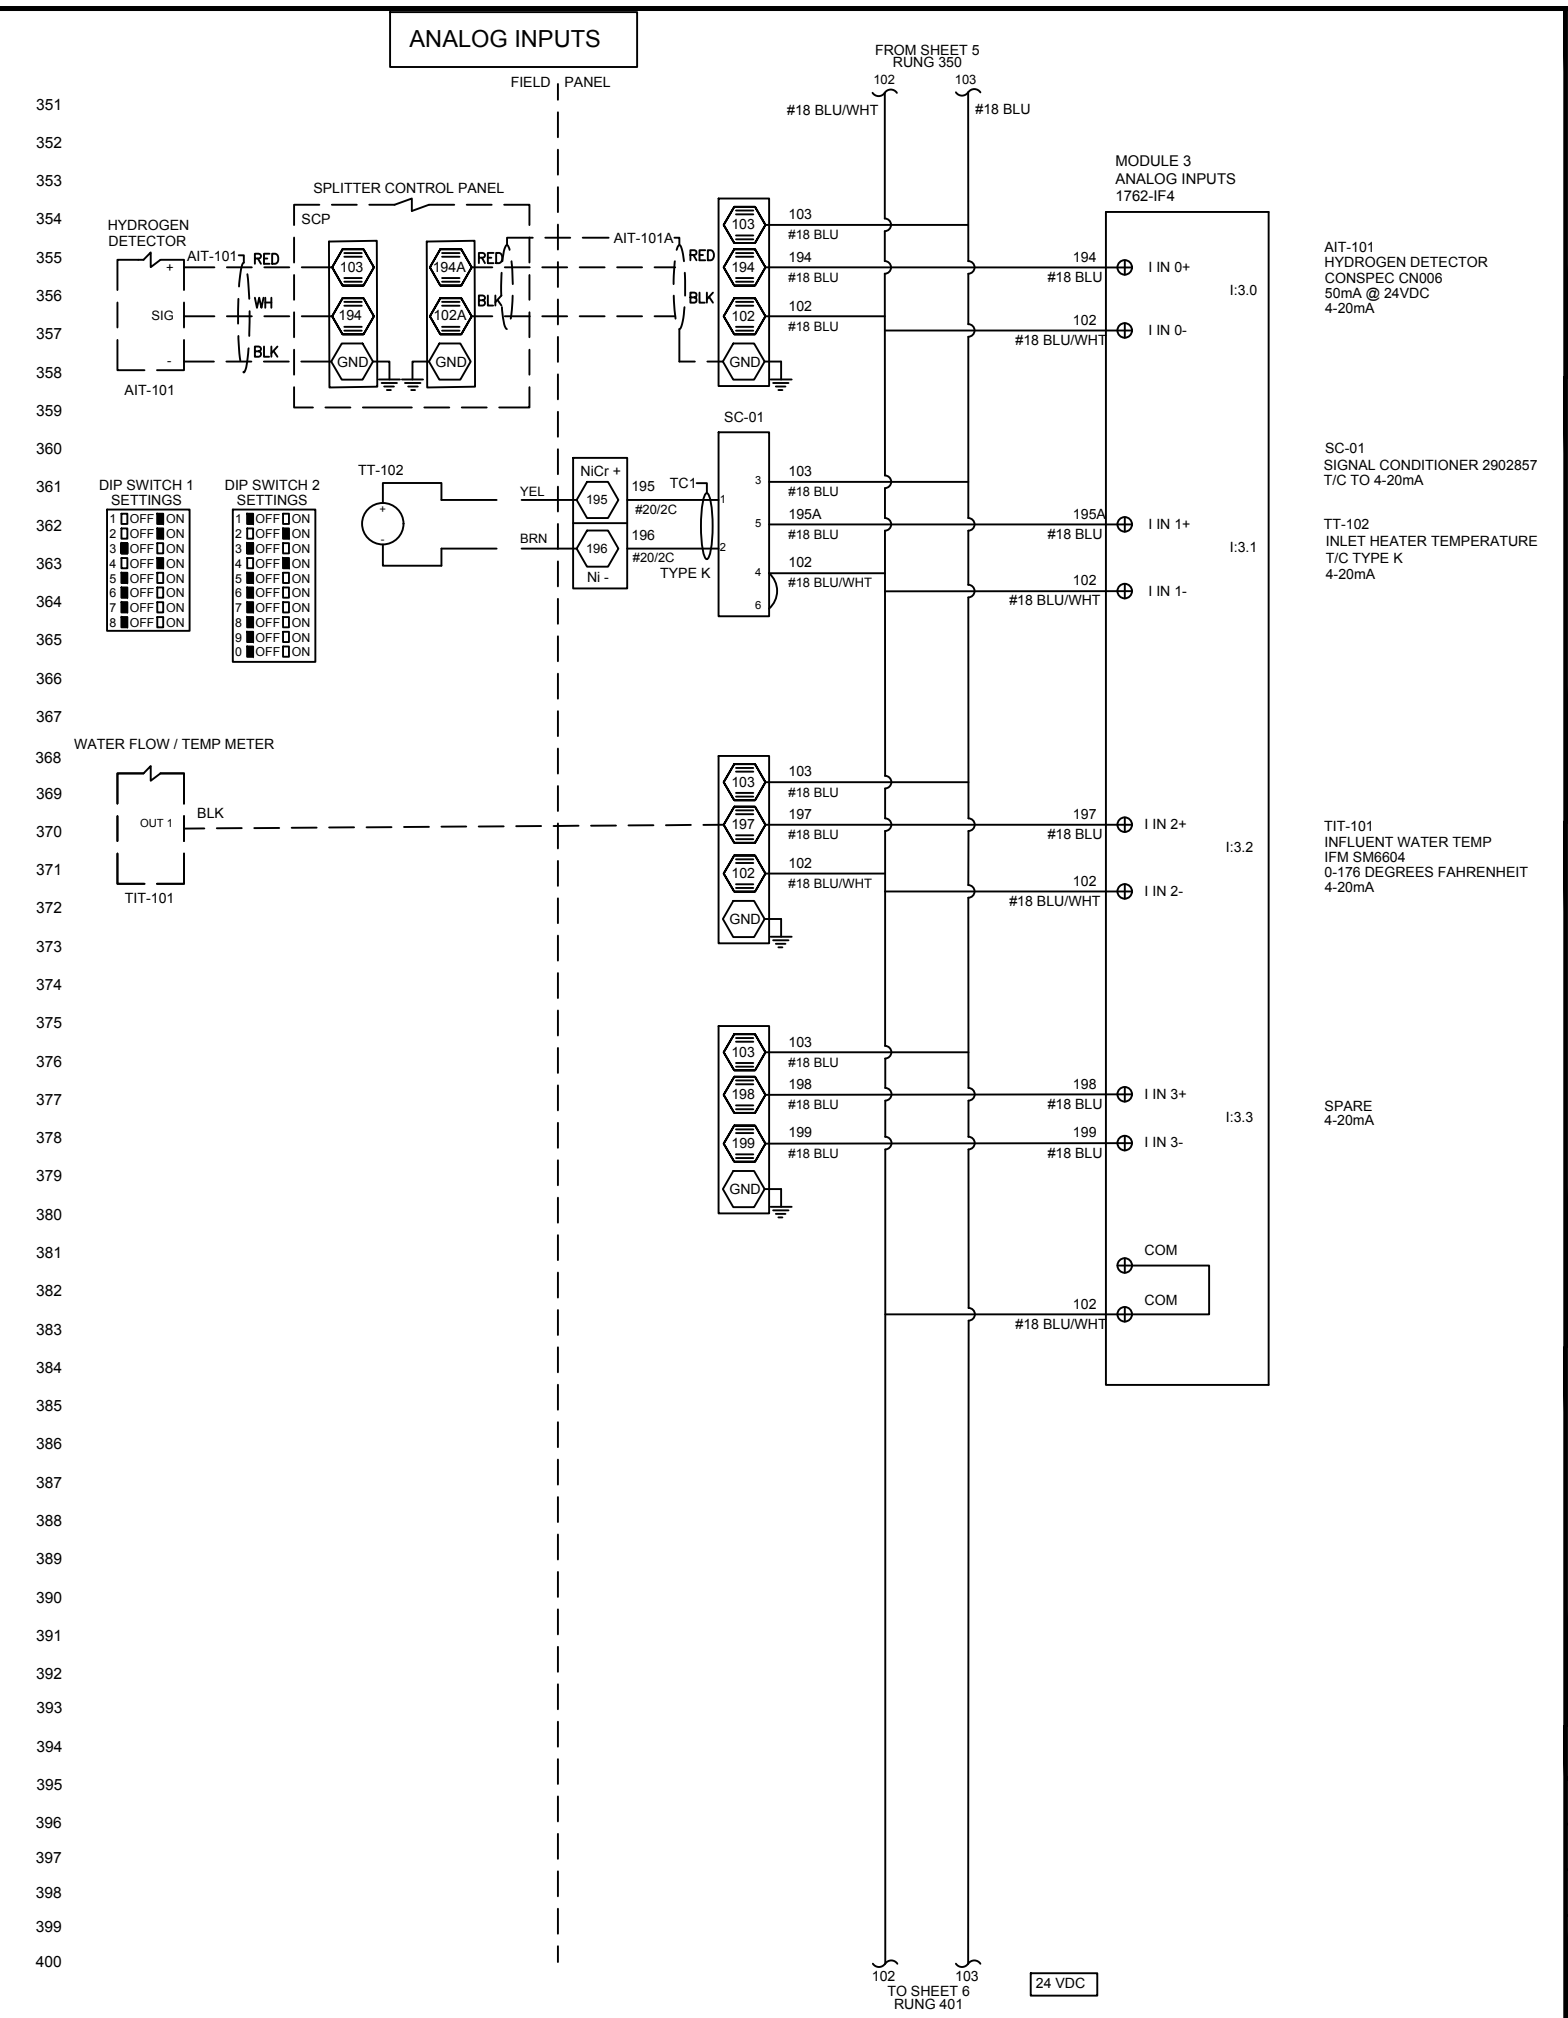 ANALOG INPUTS
FIELD PANEL
FROM SHEET 5
RUNG 350
102 103
#18 BLU/WHT #18 BLU
351
352
353
354
355
356
357
358
359
360
361
362
363
364
365
366
367
368
369
370
371
372
373
374
375
376
377
378
379
380
381
382
383
384
385
386
387
388
389
390
391
392
393
394
395
396
397
398
399
400
HYDROGEN
DETECTOR
+
SIG
-
AIT-101
AIT-101
RED
WH
BLK
SPLITTER CONTROL PANEL
SCP
103
194
GND
194A
102A
GND
RED
BLK
AIT-101A
RED
BLK
103
194
102
GND
103
#18 BLU
194
#18 BLU
102
#18 BLU
194
#18 BLU
102
#18 BLU/WHT
MODULE 3
ANALOG INPUTS
1762-IF4
I IN 0+
I:3.0
I IN 0-
AIT-101
HYDROGEN DETECTOR
CONSPEC CN006
50mA @ 24VDC
4-20mA
DIP SWITCH 1
SETTINGS
1 OFF ON
2 OFF ON
3 OFF ON
4 OFF ON
5 OFF ON
6 OFF ON
7 OFF ON
8 OFF ON
DIP SWITCH 2
SETTINGS
1 OFF ON
2 OFF ON
3 OFF ON
4 OFF ON
5 OFF ON
6 OFF ON
7 OFF ON
8 OFF ON
9 OFF ON
0 OFF ON
TT-102
+
-
YEL
BRN
NiCr +
195
196
Ni -
195
#20/2C
196
#20/2C
TC1
TYPE K
SC-01
1
2
3
5
4
6
103
#18 BLU
195A
#18 BLU
102
#18 BLU/WHT
195A
#18 BLU
102
#18 BLU/WHT
I IN 1+
I:3.1
I IN 1-
SC-01
SIGNAL CONDITIONER 2902857
T/C TO 4-20mA
TT-102
INLET HEATER TEMPERATURE
T/C TYPE K
4-20mA
WATER FLOW / TEMP METER
OUT 1
BLK
TIT-101
103
197
102
GND
103
#18 BLU
197
#18 BLU
102
#18 BLU/WHT
197
#18 BLU
102
#18 BLU/WHT
I IN 2+
I:3.2
I IN 2-
TIT-101
INFLUENT WATER TEMP
IFM SM6604
0-176 DEGREES FAHRENHEIT
4-20mA
103
198
199
GND
103
#18 BLU
198
#18 BLU
199
#18 BLU
198
#18 BLU
199
#18 BLU
I IN 3+
I:3.3
I IN 3-
SPARE
4-20mA
COM
COM
102
#18 BLU/WHT
102 103
TO SHEET 6
RUNG 401
24 VDC